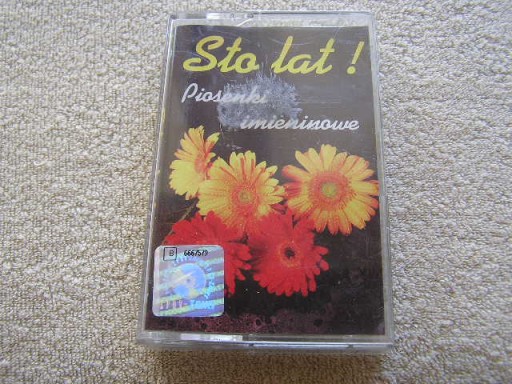 Sto lat !
Piosenki
imieninowe
B